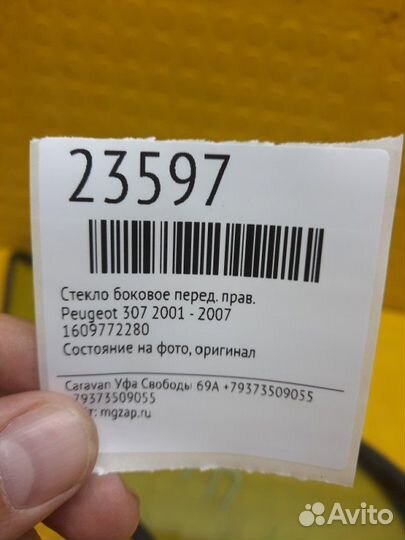 23597
Стекло боковое перед. прав.
Peugeot 307 2001 - 2007
1609772280
Состояние на фото, оригинал
Caravan Уфа Свободы 69А +79373509055
79373509055
т: mgzap.ru
Avito